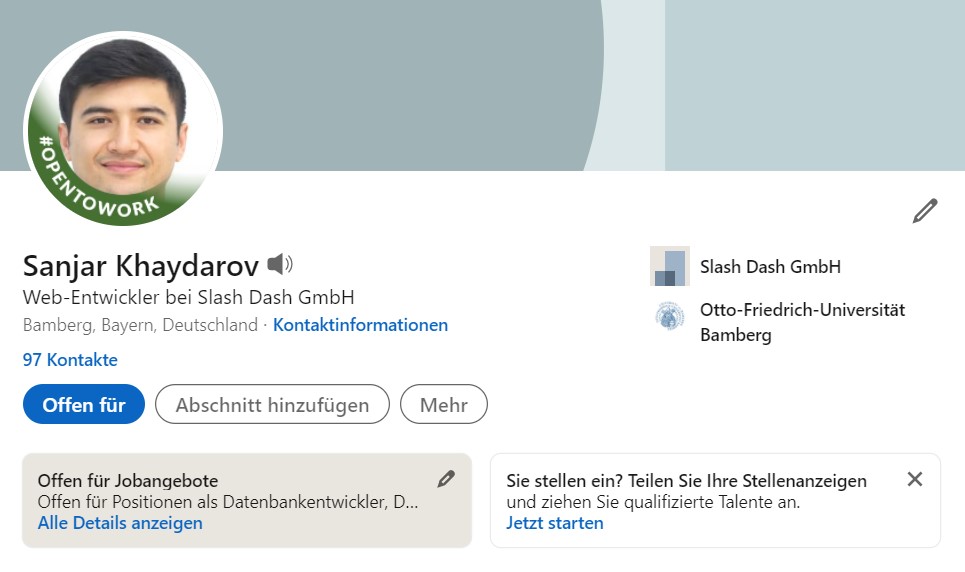 #OPENTOWORK
Sanjar Khaydarov
Web-Entwickler bei Slash Dash GmbH
Bamberg, Bayern, Deutschland · Kontaktinformationen
97 Kontakte
Offen für
Abschnitt hinzufügen
Mehr
Slash Dash GmbH
Otto-Friedrich-Universität
Bamberg
Offen für Jobangebote
Offen für Positionen als Datenbankentwickler, D...
Alle Details anzeigen
Sie stellen ein? Teilen Sie Ihre Stellenanzeigen
und ziehen Sie qualifizierte Talente an.
Jetzt starten